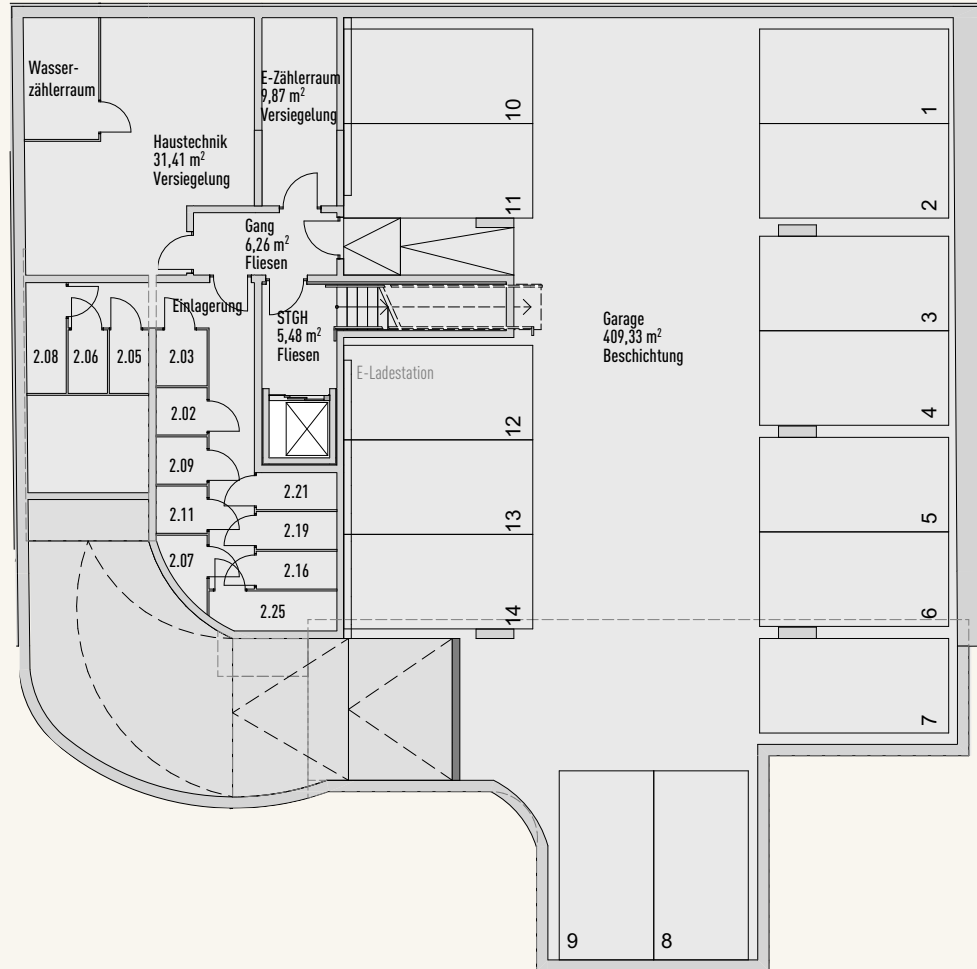 Wasser-
zählerraum
E-Zählerraum
9,87 m²
Versiegelung
Haustechnik
31,41 m²
Versiegelung
Gang
6,26 m²
Fliesen
Einlagerung
STGH
5,48 m²
Fliesen
Garage
409,33 m²
Beschichtung
E-Ladestation
2.08
2.06
2.05
2.03
2.02
2.09
2.11
2.07
2.21
2.19
2.16
2.25
10
11
12
13
14
1
2
3
4
5
6
7
9
8